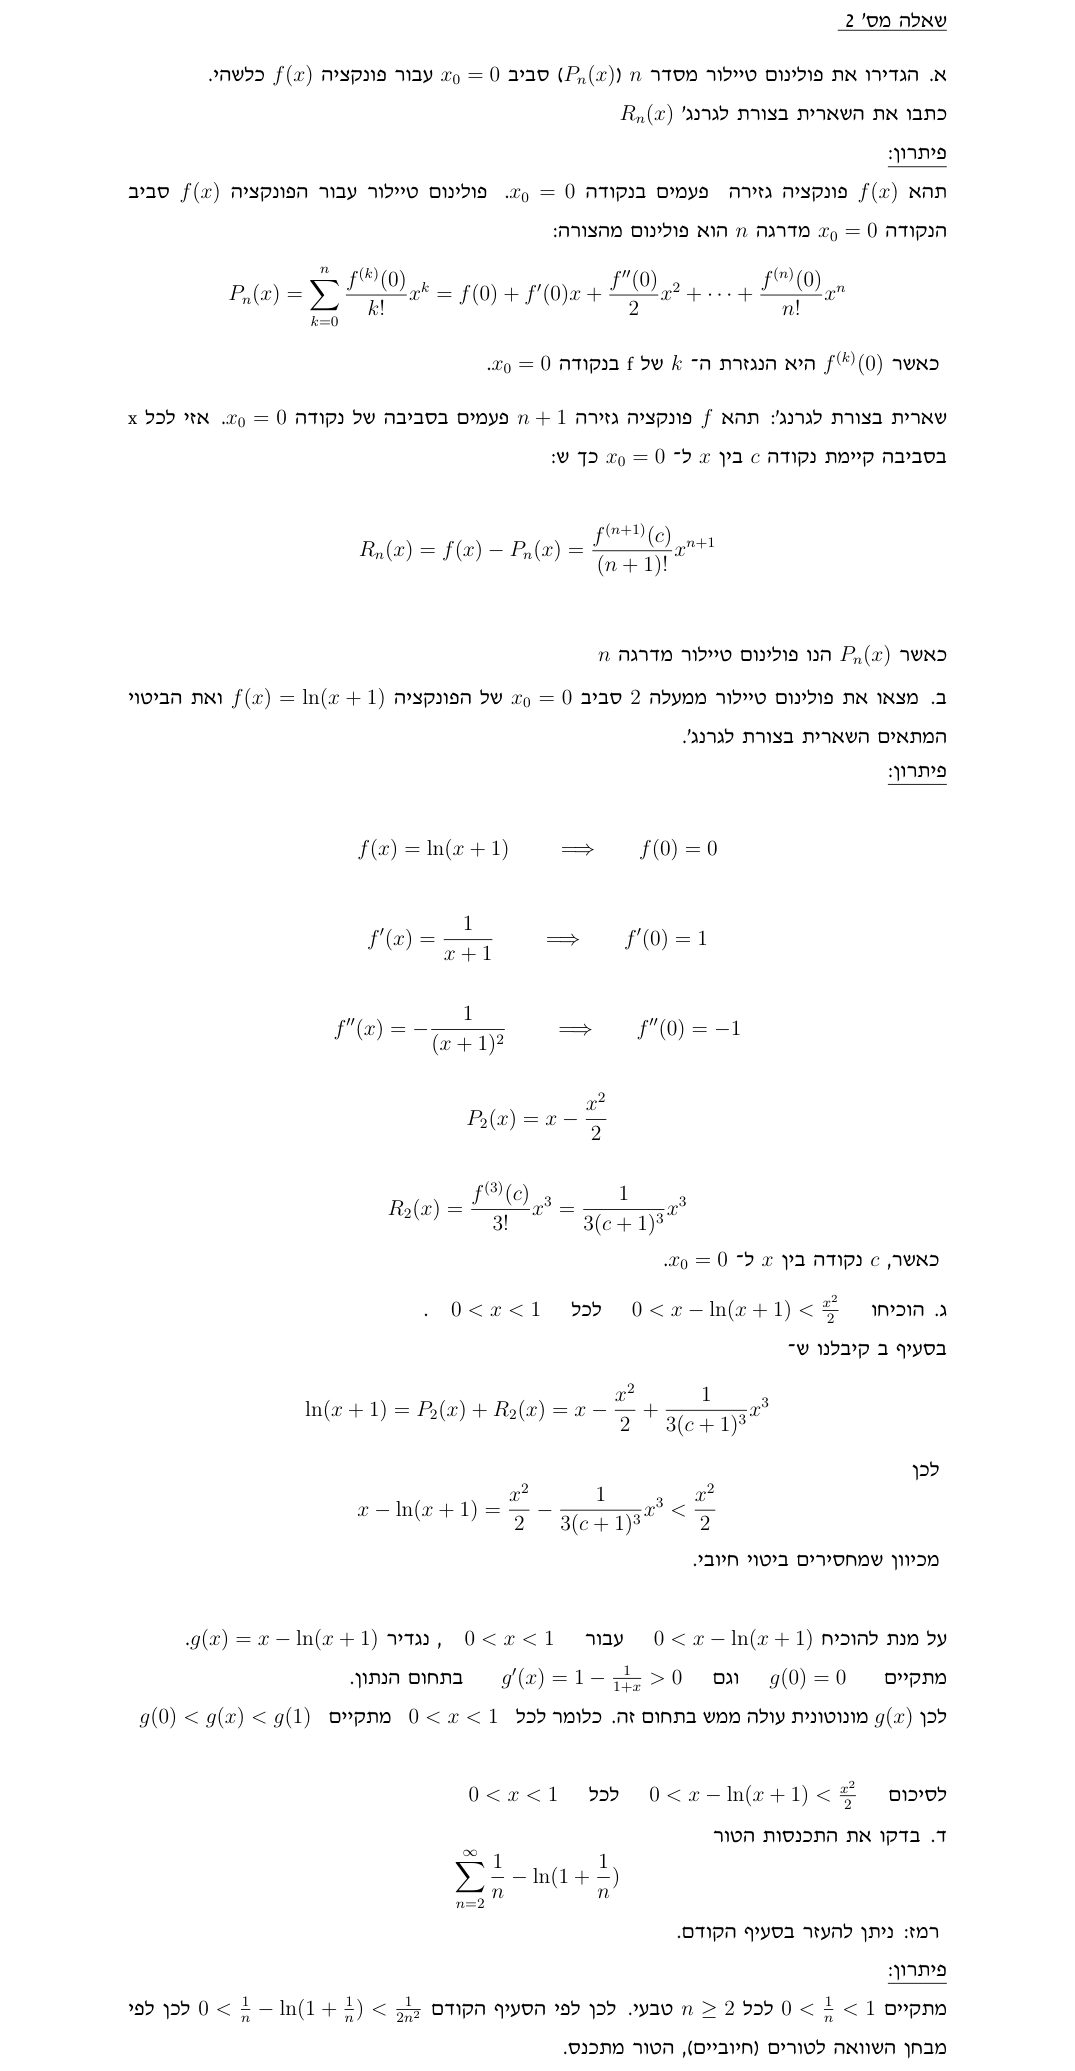 שאלה מס' 2
א. הגדירו את פולינום טיילור מסדר n (P_n(x)) סביב x_0 = 0 עבור פונקציה f(x) כלשהי.
כתבו את השארית בצורת לגרנג' R_n(x)
פיתרון:
תהא f(x) פונקציה גזירה פעמים בנקודה x_0 = 0. פולינום טיילור עבור הפונקציה f(x) סביב
הנקודה x_0 = 0 מדרגה n הוא פולינום מהצורה:
P_n(x) = \sum_{k=0}^{n} \frac{f^{(k)}(0)}{k!} x^k = f(0) + f'(0)x + \frac{f''(0)}{2} x^2 + \cdots + \frac{f^{(n)}(0)}{n!} x^n
כאשר f^{(k)}(0) היא הנגזרת ה־ k של f בנקודה x_0 = 0.
שארית בצורת לגרנג': תהא f פונקציה גזירה n + 1 פעמים בסביבה של נקודה x_0 = 0. אזי לכל x
בסביבה קיימת נקודה c בין x ל־ x_0 = 0 כך ש:
R_n(x) = f(x) − P_n(x) = \frac{f^{(n+1)}(c)}{(n+1)!} x^{n+1}
כאשר P_n(x) הנו פולינום טיילור מדרגה n
ב. מצאו את פולינום טיילור ממעלה 2 סביב x_0 = 0 של הפונקציה f(x) = ln(x + 1) ואת הביטוי
המתאים השארית בצורת לגרנג'.
פיתרון:
f(x) = ln(x + 1) ⟹ f(0) = 0
f'(x) = \frac{1}{x+1} ⟹ f'(0) = 1
f''(x) = −\frac{1}{(x+1)^2} ⟹ f''(0) = −1
P_2(x) = x − \frac{x^2}{2}
R_2(x) = \frac{f^{(3)}(c)}{3!} x^3 = \frac{1}{3(c+1)^3} x^3
כאשר, c נקודה בין x ל־ x_0 = 0.
ג. הוכיחו 0 < x − ln(x + 1) < \frac{x^2}{2} לכל 0 < x < 1 .
בסעיף ב קיבלנו ש־
ln(x + 1) = P_2(x) + R_2(x) = x − \frac{x^2}{2} + \frac{1}{3(c+1)^3} x^3
לכן
x − ln(x + 1) = \frac{x^2}{2} − \frac{1}{3(c+1)^3} x^3 < \frac{x^2}{2}
מכיוון שמחסירים ביטוי חיובי.
על מנת להוכיח 0 < x − ln(x + 1) עבור 0 < x < 1 , נגדיר g(x) = x − ln(x + 1).
מתקיים g(0) = 0 וגם g'(x) = 1 − \frac{1}{1+x} > 0 בתחום הנתון.
לכן g(x) מונוטונית עולה ממש בתחום זה. כלומר לכל 0 < x < 1 מתקיים g(0) < g(x) < g(1)
לסיכום 0 < x − ln(x + 1) < \frac{x^2}{2} לכל 0 < x < 1
ד. בדקו את התכנסות הטור
\sum_{n=2}^{\infty} \frac{1}{n} − ln(1 + \frac{1}{n})
רמז: ניתן להעזר בסעיף הקודם.
פיתרון:
מתקיים 0 < \frac{1}{n} < 1 לכל n ≥ 2 טבעי. לכן לפי הסעיף הקודם 0 < \frac{1}{n} − ln(1 + \frac{1}{n}) < \frac{1}{2n^2} לכן לפי
מבחן השוואה לטורים (חיוביים), הטור מתכנס.